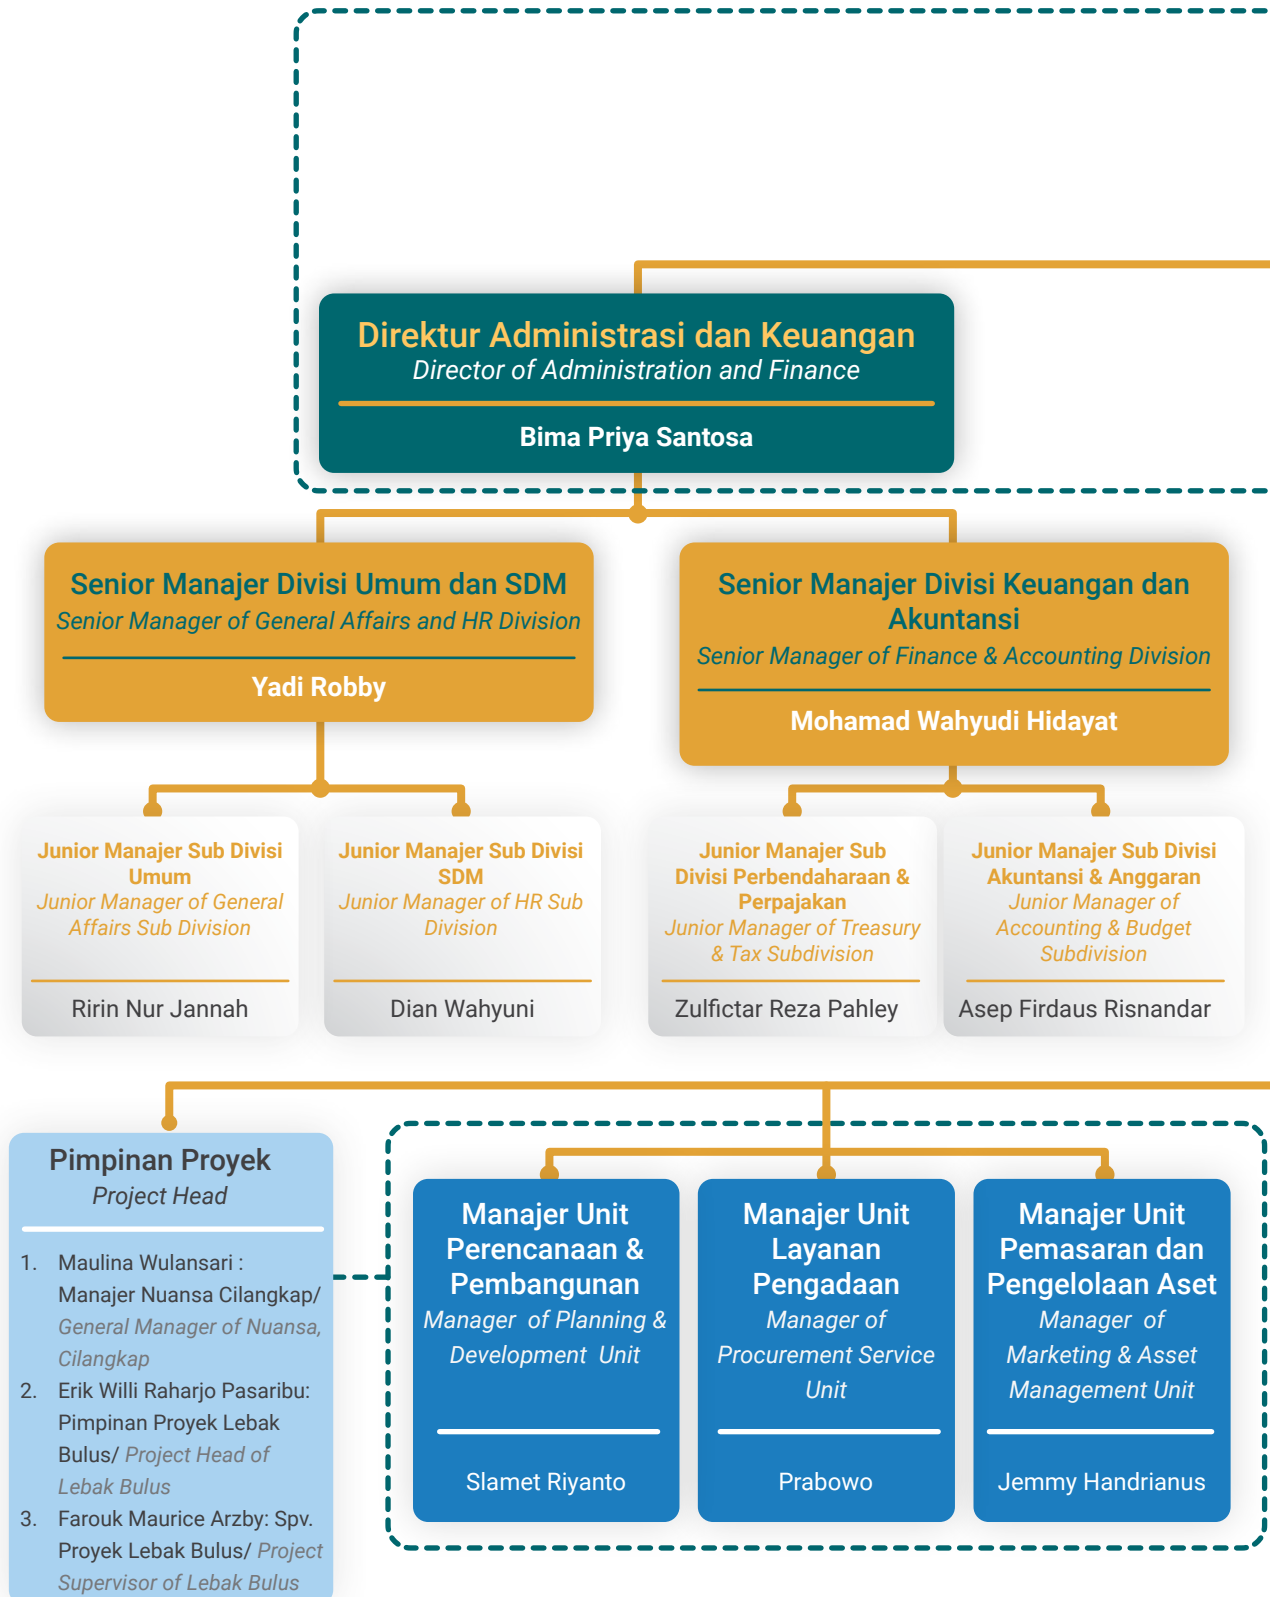 Direktur Administrasi dan Keuangan
Director of Administration and Finance
Bima Priya Santosa
Senior Manajer Divisi Umum dan SDM
Senior Manager of General Affairs and HR Division
Yadi Robby
Senior Manajer Divisi Keuangan dan
Akuntansi
Senior Manager of Finance & Accounting Division
Mohamad Wahyudi Hidayat
Junior Manajer Sub Divisi
Umum
Junior Manager of General
Affairs Sub Division
Ririn Nur Jannah
Junior Manajer Sub Divisi
SDM
Junior Manager of HR Sub
Division
Dian Wahyuni
Junior Manajer Sub
Divisi Perbendaharaan &
Perpajakan
Junior Manager of Treasury
& Tax Subdivision
Zulfictar Reza Pahley
Junior Manajer Sub Divisi
Akuntansi & Anggaran
Junior Manager of
Accounting & Budget
Subdivision
Asep Firdaus Risnandar
Pimpinan Proyek
Project Head
1. Maulina Wulansari :
Manajer Nuansa Cilangkap/
General Manager of Nuansa,
Cilangkap
2. Erik Willi Raharjo Pasaribu:
Pimpinan Proyek Lebak
Bulus/ Project Head of
Lebak Bulus
3. Farouk Maurice Arzby: Spv.
Proyek Lebak Bulus/ Project
Supervisor of Lebak Bulus
Manajer Unit
Perencanaan &
Pembangunan
Manager of Planning &
Development Unit
Slamet Riyanto
Manajer Unit
Layanan
Pengadaan
Manager of
Procurement Service
Unit
Prabowo
Manajer Unit
Pemasaran dan
Pengelolaan Aset
Manager of
Marketing & Asset
Management Unit
Jemmy Handrianus